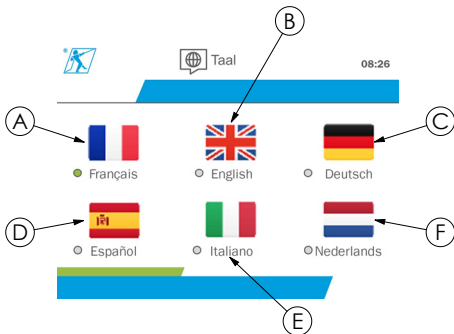 B
Taal
08:26
A
C
Français
English
Deutsch
D
F
Español
Italiano
Nederlands
E